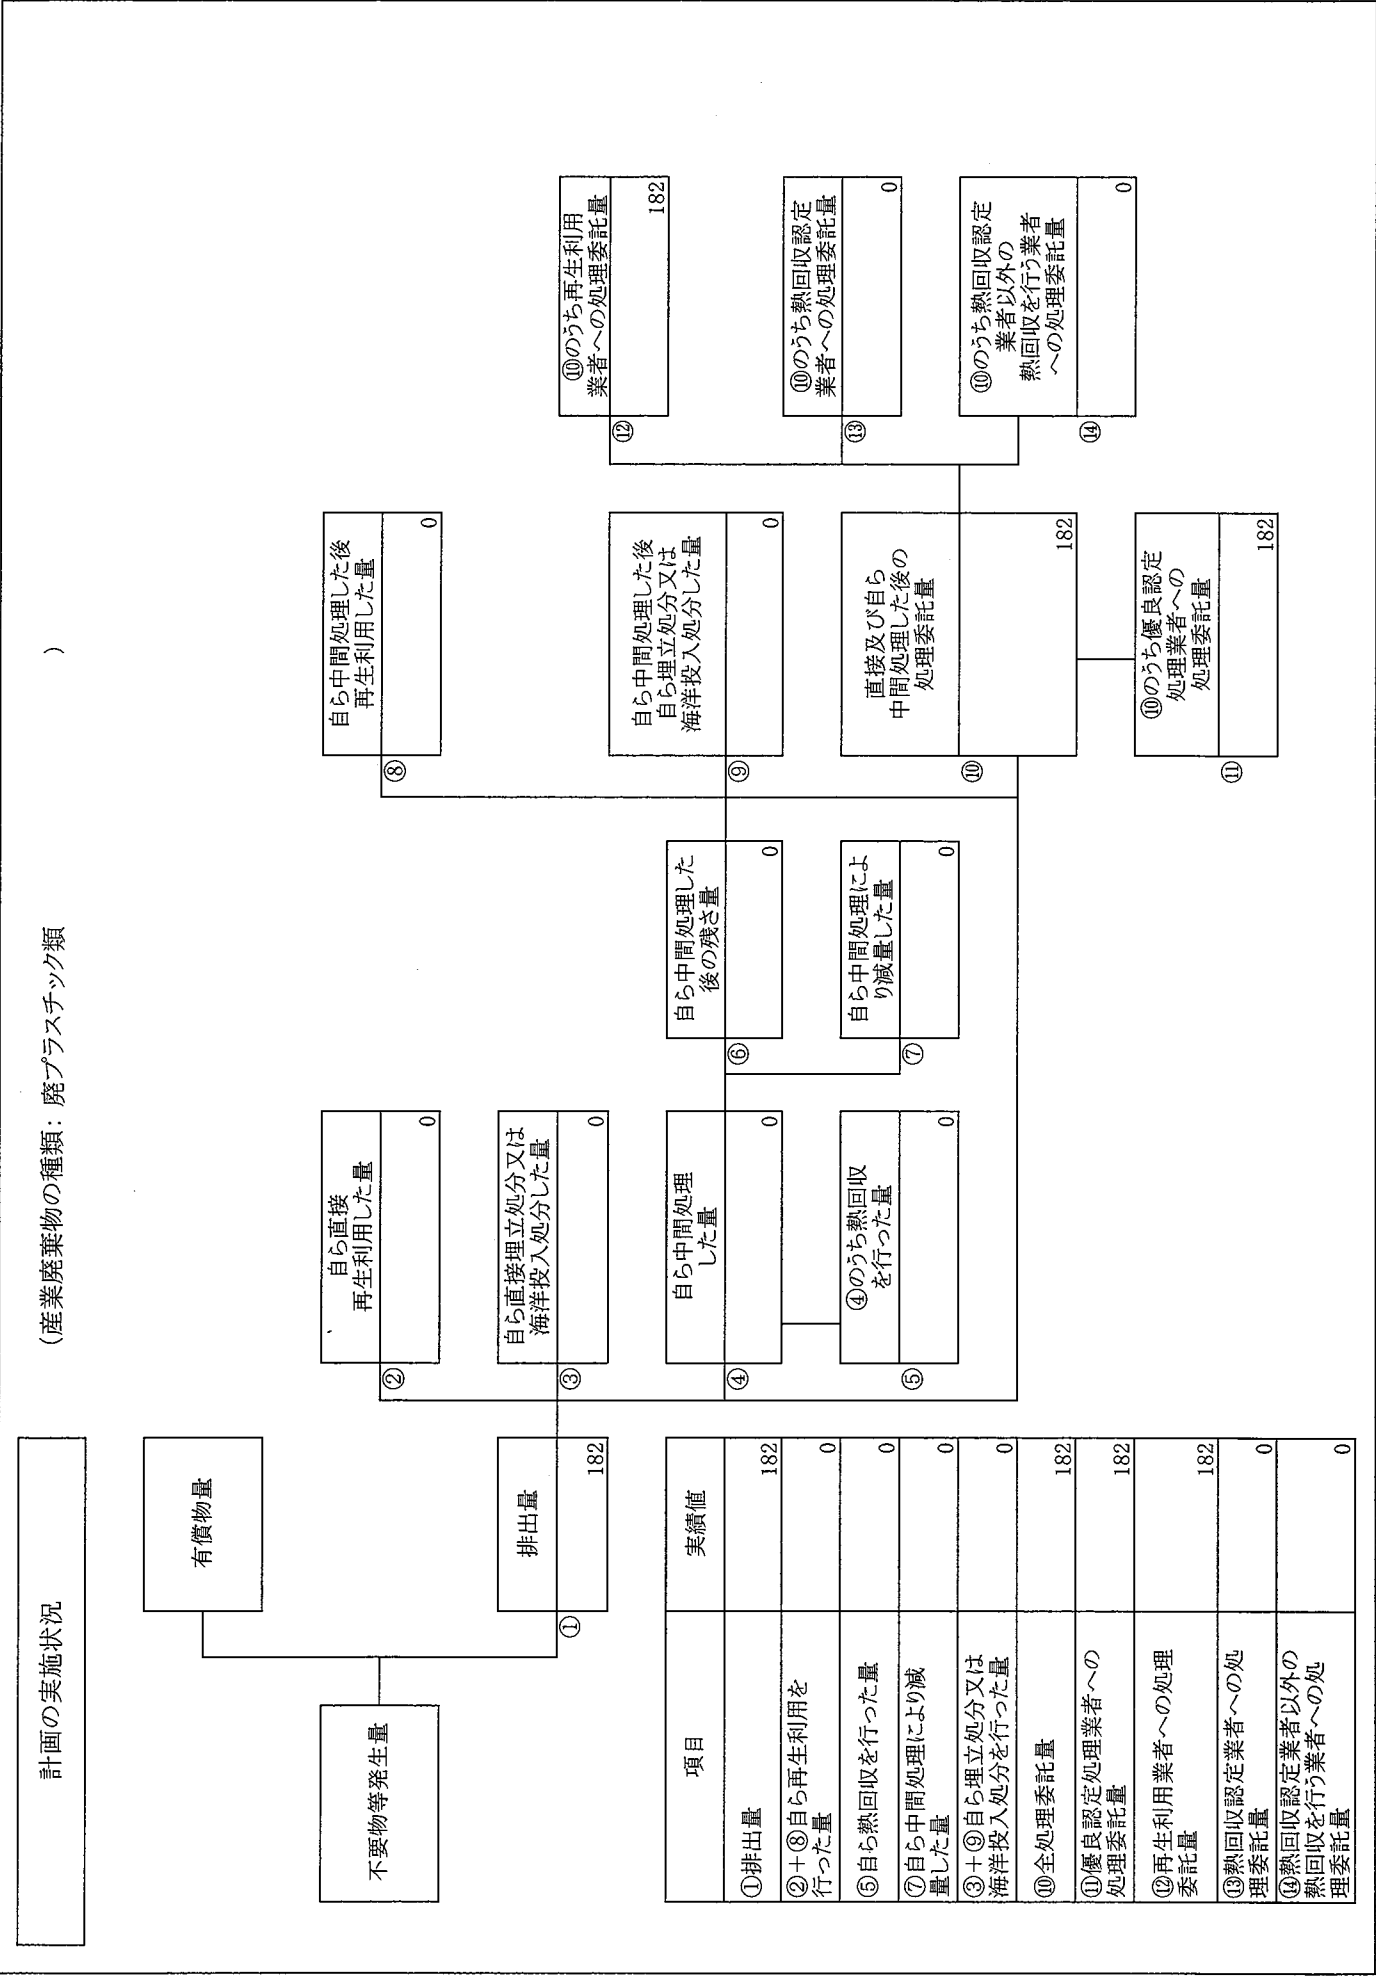 計画の実施状況
(産業廃棄物の種類：廃プラスチック類 )
不要物等発生量
有償物量
①
排出量
182
②
自ら直接
再生利用した量
0
③
自ら直接埋立処分又は
海洋投入処分した量
0
④
自ら中間処理
した量
0
⑤
④のうち熱回収
を行った量
0
⑥
自ら中間処理した
後の残さ量
0
⑦
自ら中間処理によ
り減量した量
0
⑧
自ら中間処理した後
再生利用した量
0
⑨
自ら中間処理した後
自ら埋立処分又は
海洋投入処分した量
0
⑩
直接及び自ら
中間処理した後の
処理委託量
182
⑪
⑩のうち優良認定
処理業者への
処理委託量
182
⑫
⑩のうち再生利用
業者への処理委託量
182
⑬
⑩のうち熱回収認定
業者への処理委託量
0
⑭
⑩のうち熱回収認定
業者以外の
熱回収を行う業者
への処理委託量
0
項目 実績値
①排出量 182
②＋⑧自ら再生利用を
行った量 0
⑤自ら熱回収を行った量 0
⑦自ら中間処理により減
量した量 0
③＋⑨自ら埋立処分又は
海洋投入処分を行った量 0
⑩全処理委託量 182
⑪優良認定処理業者への
処理委託量 182
⑫再生利用業者への処理
委託量 182
⑬熱回収認定業者への処
理委託量 0
⑭熱回収認定業者以外の
熱回収を行う業者への処
理委託量 0